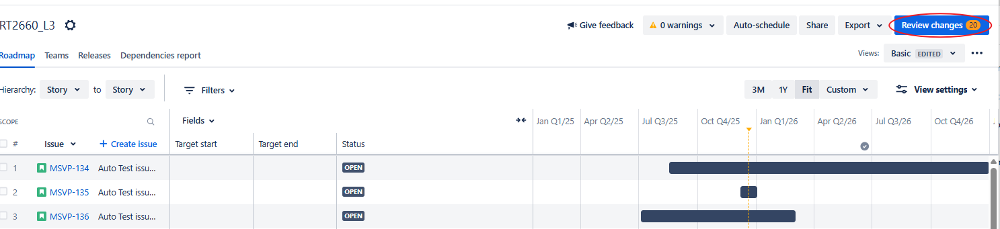 RT2660_L3 Give feedback 0 warnings Auto-schedule Share Export Review changes 20
Roadmap Teams Releases Dependencies report Views: Basic EDITED
Hierarchy: Story to Story Filters 3M 1Y Fit Custom View settings
SCOPE Fields Jan Q1/25 Apr Q2/25 Jul Q3/25 Oct Q4/25 Jan Q1/26 Apr Q2/26 Jul Q3/26 Oct Q4/26
# Issue + Create issue Target start Target end Status
1 MSVP-134 Auto Test issu... OPEN
2 MSVP-135 Auto Test issu... OPEN
3 MSVP-136 Auto Test issu... OPEN